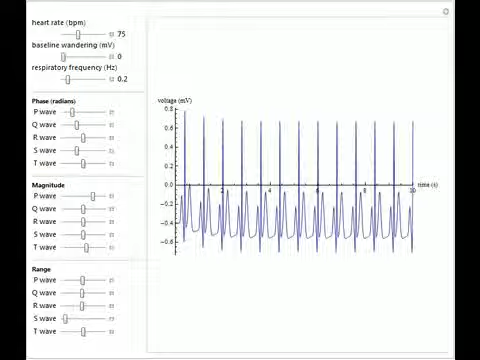 heart rate (bpm)
75
baseline wandering (mV)
0
respiratory frequency (Hz)
0.2
Phase (radians)
P wave
Q wave
R wave
S wave
T wave
Magnitude
P wave
Q wave
R wave
S wave
T wave
Range
P wave
Q wave
R wave
S wave
T wave
voltage (mV)
0.8
0.6
0.4
0.2
0.0
2 4 6 8 10 time (s)
−0.2
−0.4
−0.6